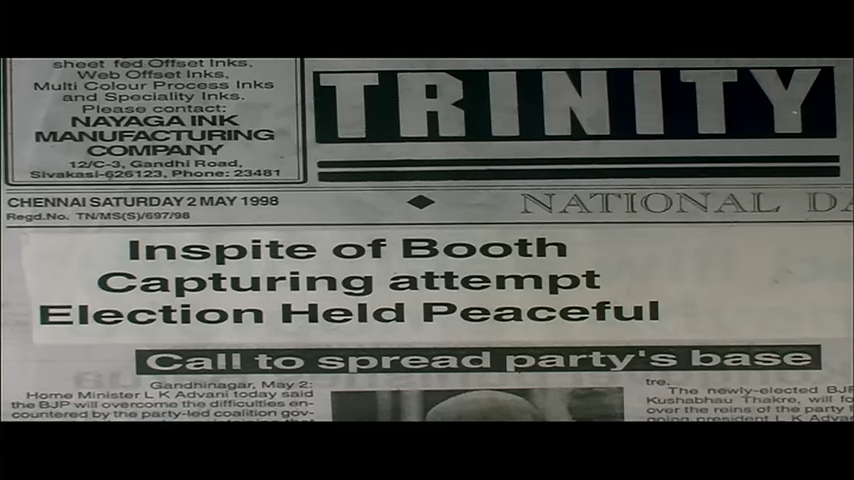 sheet fed Offset Inks,
Web Offset Inks,
Multi Colour Process Inks
and Speciality Inks.
Please contact:
NAYAGA INK
MANUFACTURING
COMPANY
12/C-3, Gandhi Road,
Sivakasi-626123, Phone: 23481
TRINITY
CHENNAI SATURDAY 2 MAY 1998
Regd.No. TN/MS(S)/697/98
NATIONAL DA
Inspite of Booth
Capturing attempt
Election Held Peaceful
Call to spread party's base
Gandhinagar, May 2:
Home Minister L K Advani today said
the BJP will overcome the difficulties en-
countered by the party-led coalition gov-
tre.
The newly-elected BJP
Kushabhau Thakre, will fo
over the reins of the party f
going president L K Adva